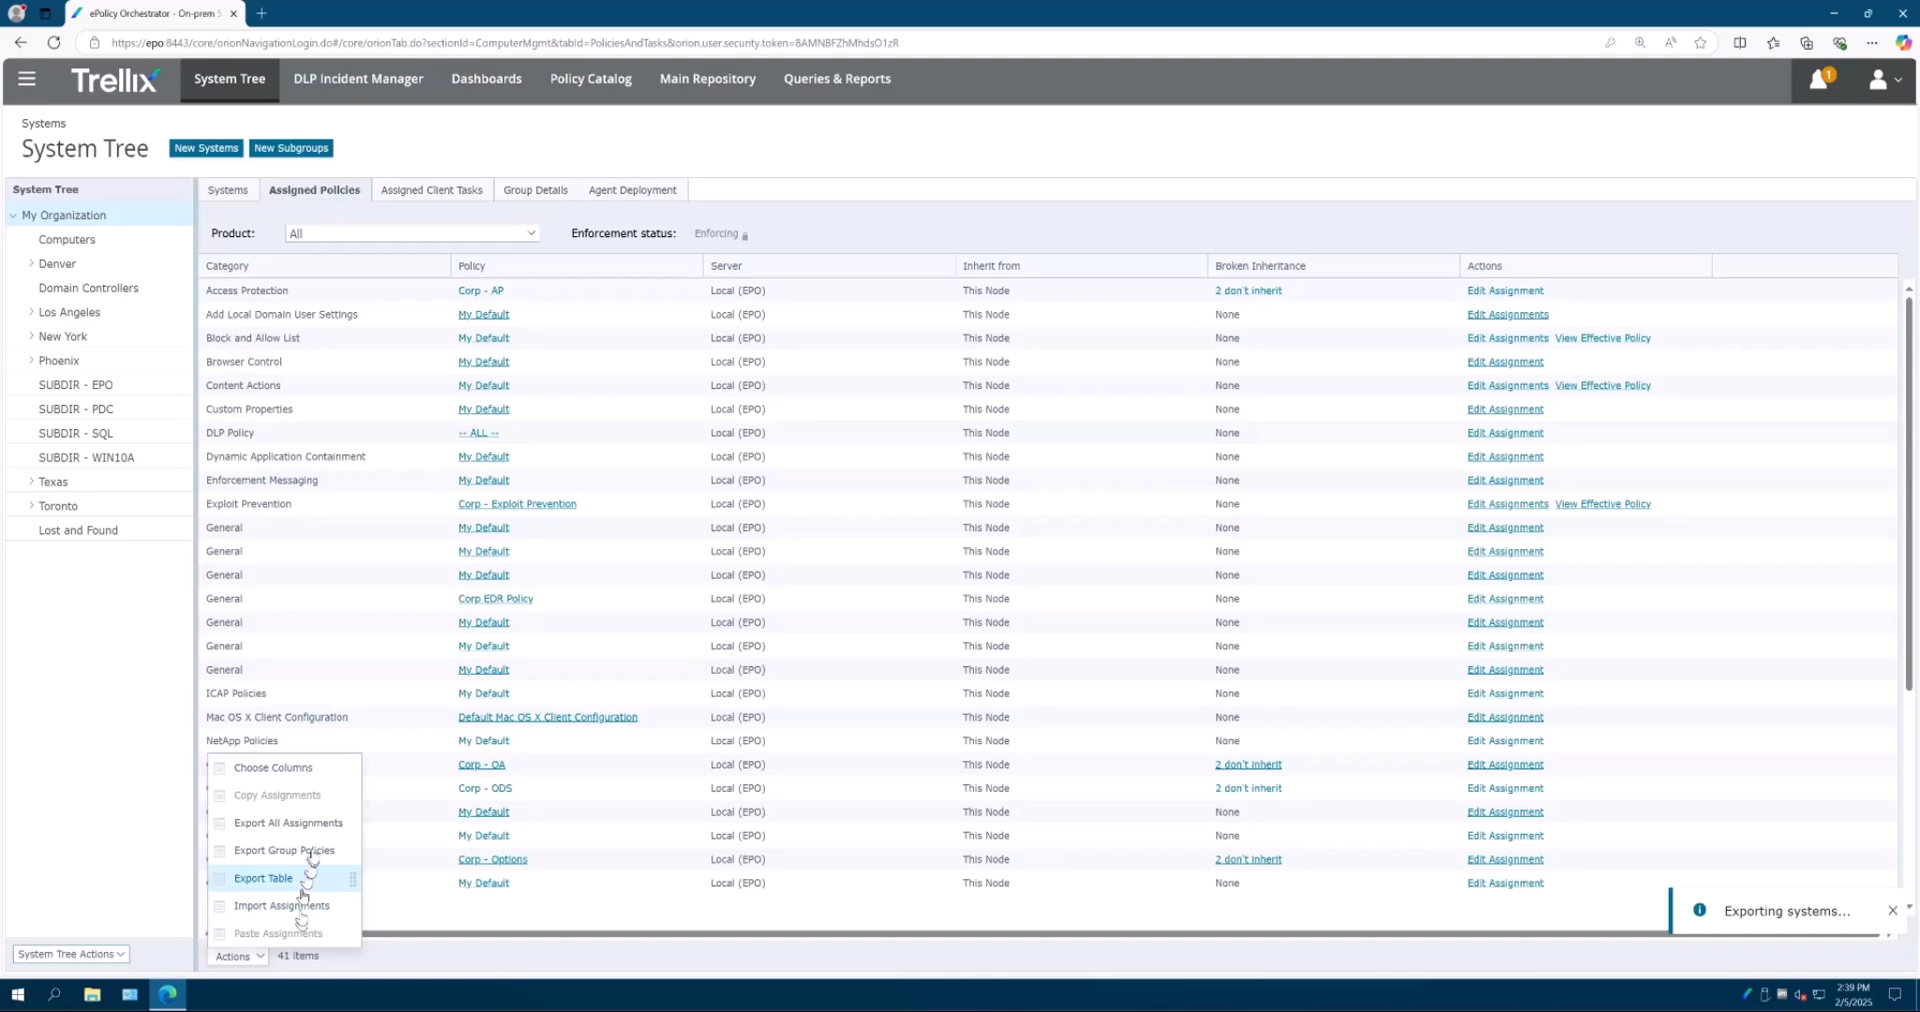 ePolicy Orchestrator - On-prem 5
https://epo:8443/core/orionNavigationLogin.do#/core/orionTab.do?sectionId=ComputerMgmt&tabId=PoliciesAndTasks&orion.user.security.token=8AMNBFZhMhdsO1zR
Trellix System Tree DLP Incident Manager Dashboards Policy Catalog Main Repository Queries & Reports 1
Systems
System Tree New Systems New Subgroups
System Tree Systems Assigned Policies Assigned Client Tasks Group Details Agent Deployment
My Organization
Computers
Denver
Domain Controllers
Los Angeles
New York
Phoenix
SUBDIR - EPO
SUBDIR - PDC
SUBDIR - SQL
SUBDIR - WIN10A
Texas
Toronto
Lost and Found
Product: All Enforcement status: Enforcing
Category Policy Server Inherit from Broken Inheritance Actions
Access Protection Corp - AP Local (EPO) This Node 2 don't inherit Edit Assignment
Add Local Domain User Settings My Default Local (EPO) This Node None Edit Assignments
Block and Allow List My Default Local (EPO) This Node None Edit Assignments View Effective Policy
Browser Control My Default Local (EPO) This Node None Edit Assignment
Content Actions My Default Local (EPO) This Node None Edit Assignments View Effective Policy
Custom Properties My Default Local (EPO) This Node None Edit Assignment
DLP Policy -- ALL -- Local (EPO) This Node None Edit Assignment
Dynamic Application Containment My Default Local (EPO) This Node None Edit Assignment
Enforcement Messaging My Default Local (EPO) This Node None Edit Assignment
Exploit Prevention Corp - Exploit Prevention Local (EPO) This Node None Edit Assignments View Effective Policy
General My Default Local (EPO) This Node None Edit Assignment
General My Default Local (EPO) This Node None Edit Assignment
General My Default Local (EPO) This Node None Edit Assignment
General Corp EDR Policy Local (EPO) This Node None Edit Assignment
General My Default Local (EPO) This Node None Edit Assignment
General My Default Local (EPO) This Node None Edit Assignment
General My Default Local (EPO) This Node None Edit Assignment
ICAP Policies My Default Local (EPO) This Node None Edit Assignment
Mac OS X Client Configuration Default Mac OS X Client Configuration Local (EPO) This Node None Edit Assignment
NetApp Policies My Default Local (EPO) This Node None Edit Assignment
Corp - OA Local (EPO) This Node 2 don't inherit Edit Assignment
Corp - ODS Local (EPO) This Node 2 don't inherit Edit Assignment
My Default Local (EPO) This Node None Edit Assignment
My Default Local (EPO) This Node None Edit Assignment
Corp - Options Local (EPO) This Node 2 don't inherit Edit Assignment
My Default Local (EPO) This Node None Edit Assignment
Choose Columns
Copy Assignments
Export All Assignments
Export Group Policies
Export Table
Import Assignments
Paste Assignments
Exporting systems...
System Tree Actions Actions 41 items
2:39 PM
2/5/2025